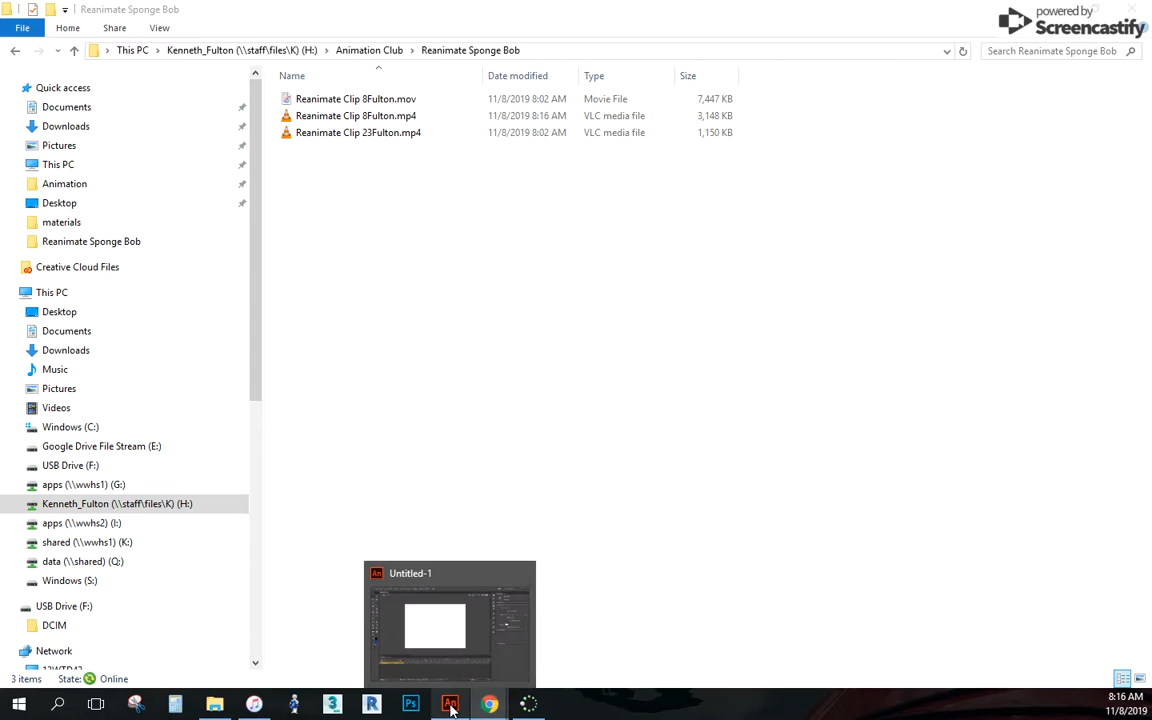 Reanimate Sponge Bob
powered by
Screencastify
File Home Share View
This PC Kenneth_Fulton (\\staff\files\K) (H:) Animation Club Reanimate Sponge Bob
Search Reanimate Sponge Bob
Name Date modified Type Size
Quick access
Documents
Downloads
Pictures
This PC
Animation
Desktop
materials
Reanimate Sponge Bob
Creative Cloud Files
This PC
Desktop
Documents
Downloads
Music
Pictures
Videos
Windows (C:)
Google Drive File Stream (E:)
USB Drive (F:)
apps (\\wwhs1) (G:)
Kenneth_Fulton (\\staff\files\K) (H:)
apps (\\wwhs2) (I:)
shared (\\wwhs1) (K:)
data (\\shared) (Q:)
Windows (S:)
USB Drive (F:)
DCIM
Network
Reanimate Clip 8Fulton.mov 11/8/2019 8:02 AM Movie File 7,447 KB
Reanimate Clip 8Fulton.mp4 11/8/2019 8:16 AM VLC media file 3,148 KB
Reanimate Clip 23Fulton.mp4 11/8/2019 8:02 AM VLC media file 1,150 KB
An Untitled-1
3 items State: Online
3 R Ps An
8:16 AM
11/8/2019